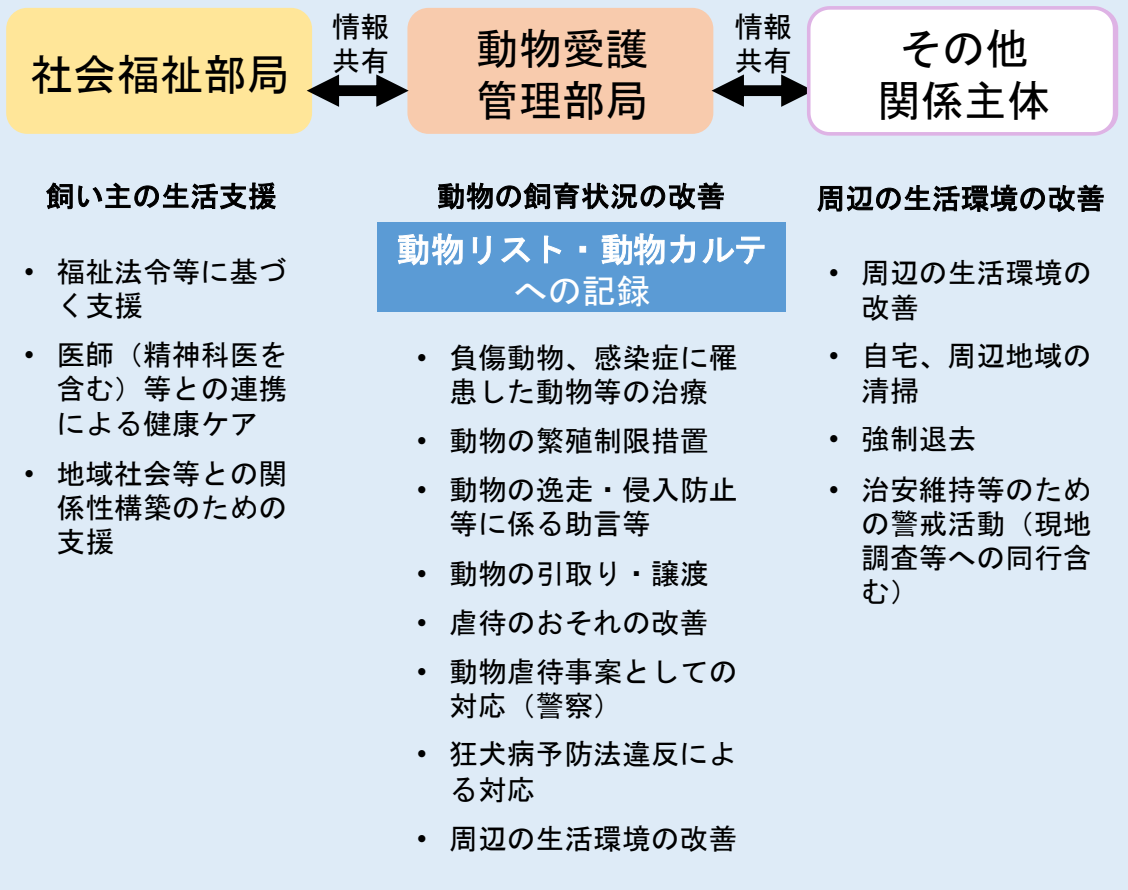 社会福祉部局
情報
共有
動物愛護
管理部局
情報
共有
その他
関係主体
飼い主の生活支援
• 福祉法令等に基づ
く支援
• 医師（精神科医を
含む）等との連携
による健康ケア
• 地域社会等との関
係性構築のための
支援
動物の飼育状況の改善
動物リスト・動物カルテ
への記録
• 負傷動物、感染症に罹
患した動物等の治療
• 動物の繁殖制限措置
• 動物の逸走・侵入防止
等に係る助言等
• 動物の引取り・譲渡
• 虐待のおそれの改善
• 動物虐待事案としての
対応（警察）
• 狂犬病予防法違反によ
る対応
• 周辺の生活環境の改善
周辺の生活環境の改善
• 周辺の生活環境の
改善
• 自宅、周辺地域の
清掃
• 強制退去
• 治安維持等のため
の警戒活動（現地
調査等への同行含
む）